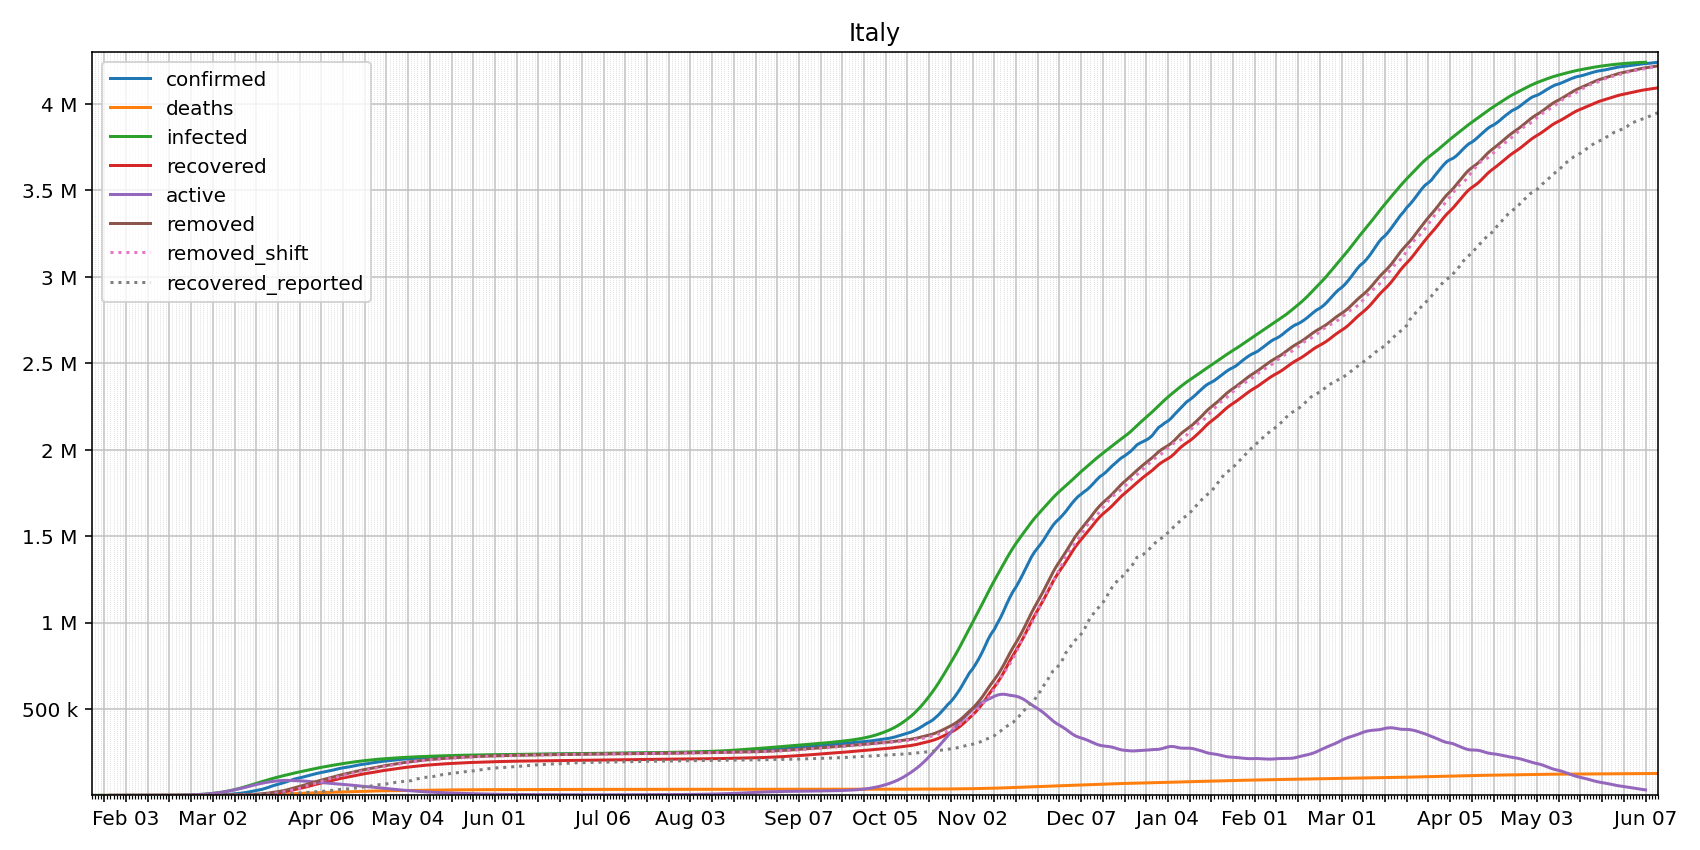 Italy
confirmed
deaths
infected
recovered
active
removed
removed_shift
recovered_reported
4 M
3.5 M
3 M
2.5 M
2 M
1.5 M
1 M
500 k
Feb 03 Mar 02 Apr 06 May 04 Jun 01 Jul 06 Aug 03 Sep 07 Oct 05 Nov 02 Dec 07 Jan 04 Feb 01 Mar 01 Apr 05 May 03 Jun 07